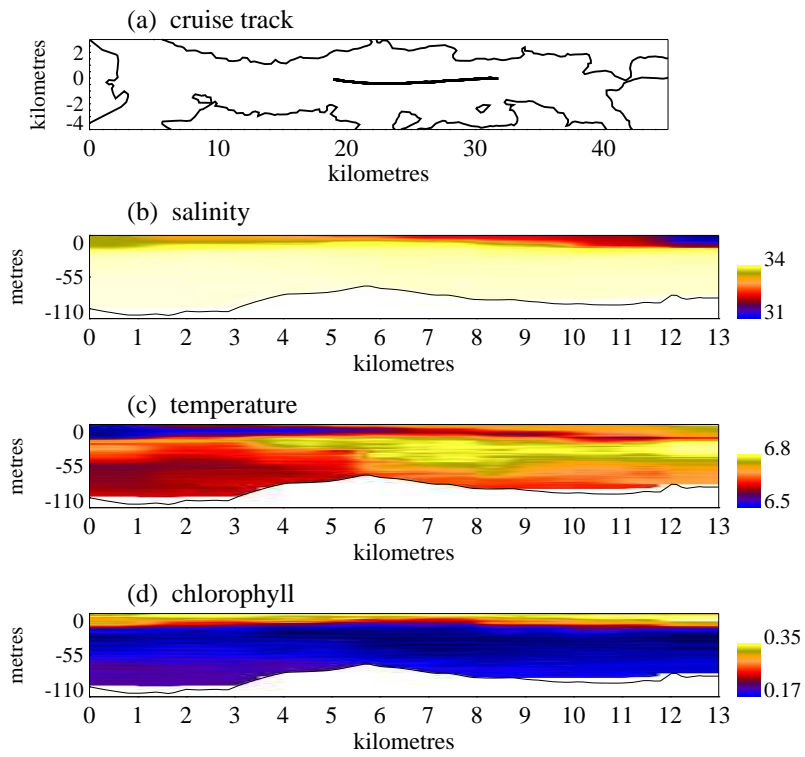 (a) cruise track
kilometres
2
0
-2
-4
0 10 20 30 40
kilometres
(b) salinity
metres
0
-55
-110
34
31
0 1 2 3 4 5 6 7 8 9 10 11 12 13
kilometres
(c) temperature
metres
0
-55
-110
6.8
6.5
0 1 2 3 4 5 6 7 8 9 10 11 12 13
kilometres
(d) chlorophyll
metres
0
-55
-110
0.35
0.17
0 1 2 3 4 5 6 7 8 9 10 11 12 13
kilometres